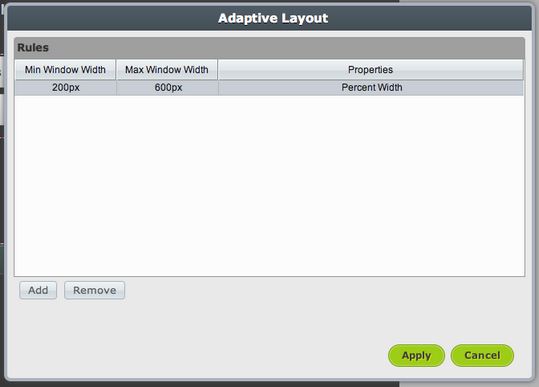 Adaptive Layout
Rules
Min Window Width Max Window Width Properties
200px 600px Percent Width
Add Remove
Apply Cancel